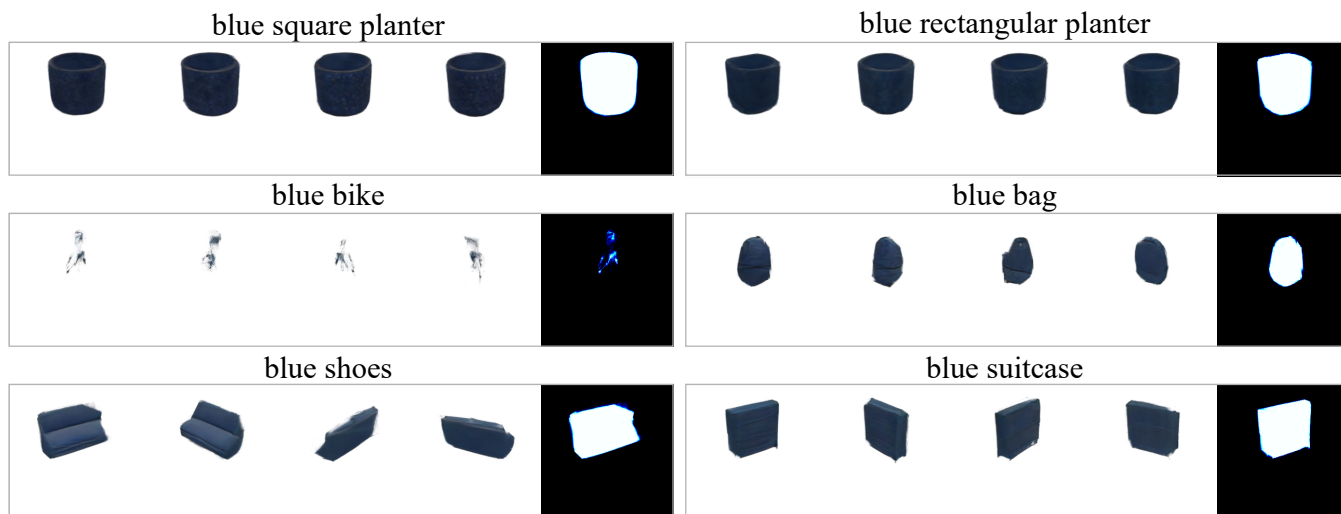 blue square planter
blue rectangular planter
blue bike
blue bag
blue shoes
blue suitcase